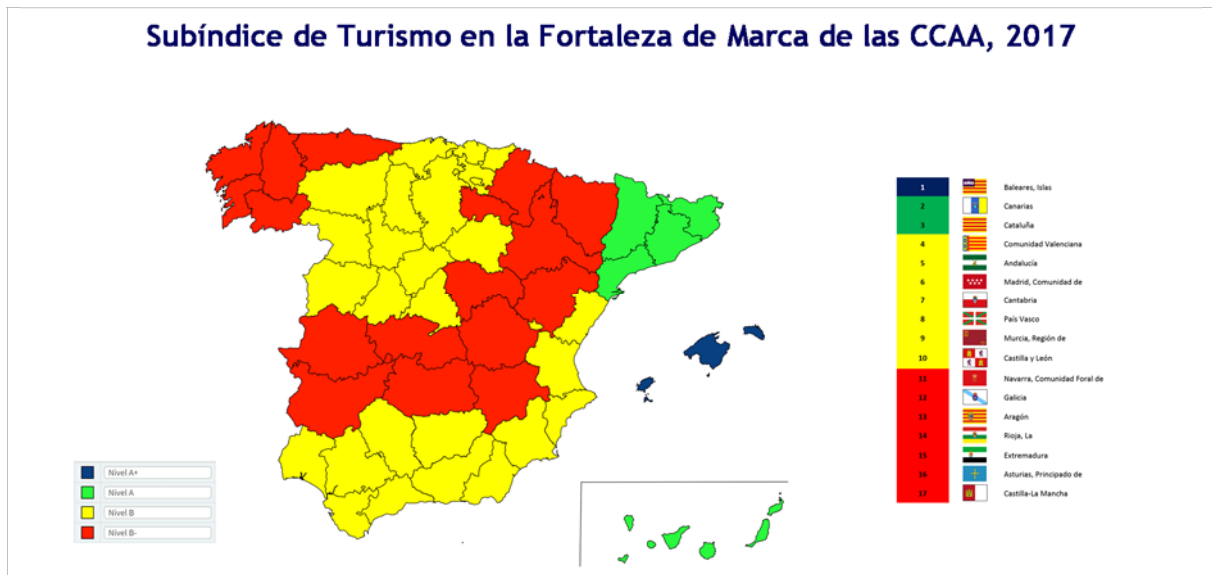 Subíndice de Turismo en la Fortaleza de Marca de las CCAA, 2017
1 Baleares, Islas
2 Canarias
3 Cataluña
4 Comunidad Valenciana
5 Andalucía
6 Madrid, Comunidad de
7 Cantabria
8 País Vasco
9 Murcia, Región de
10 Castilla y León
11 Navarra, Comunidad Foral de
12 Galicia
13 Aragón
14 Rioja, La
15 Extremadura
16 Asturias, Principado de
17 Castilla-La Mancha
Nivel A+
Nivel A
Nivel B
Nivel B-